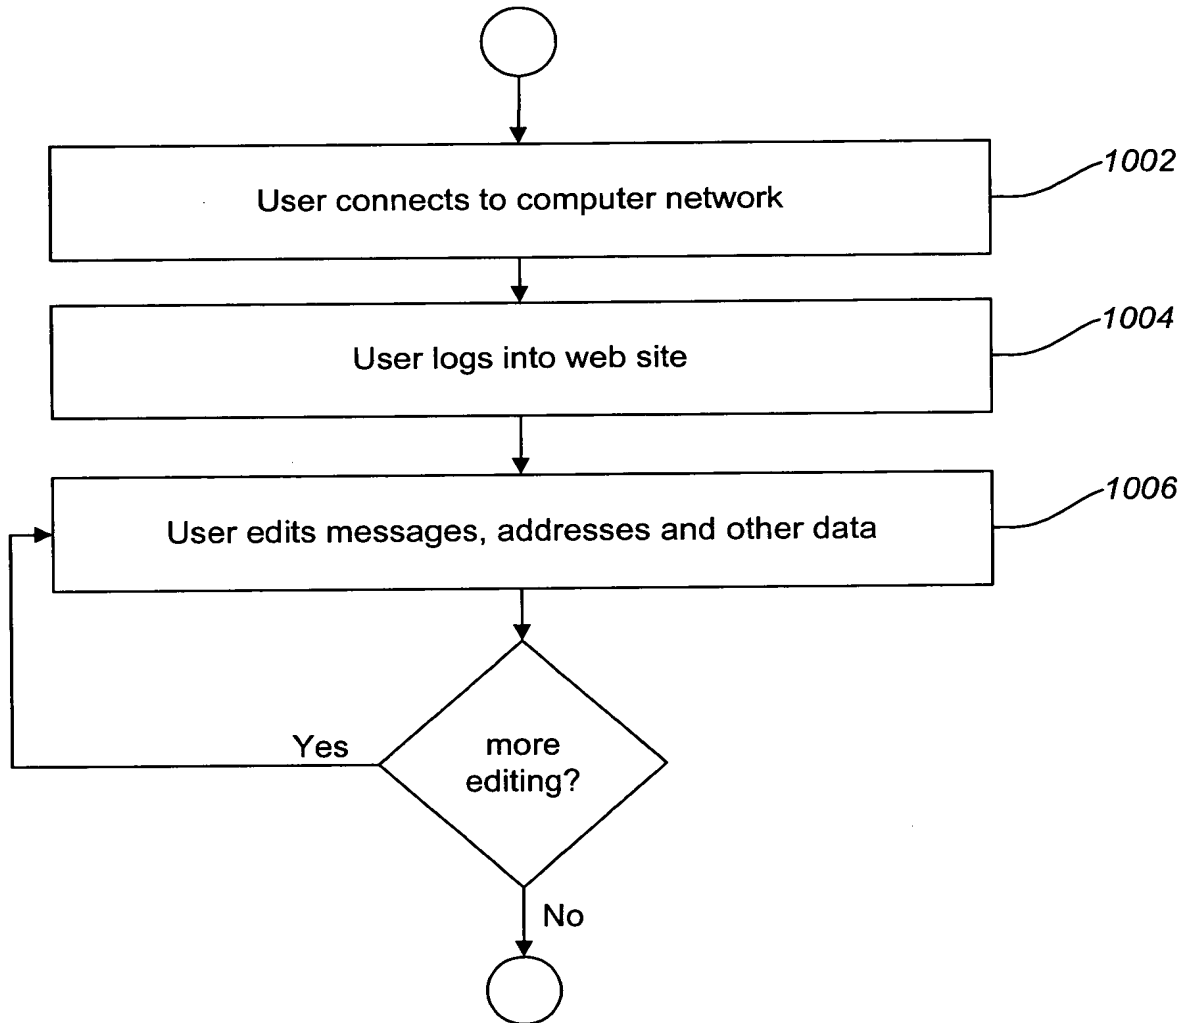 User connects to computer network
1002
User logs into web site
1004
User edits messages, addresses and other data
1006
Yes
more
editing?
No